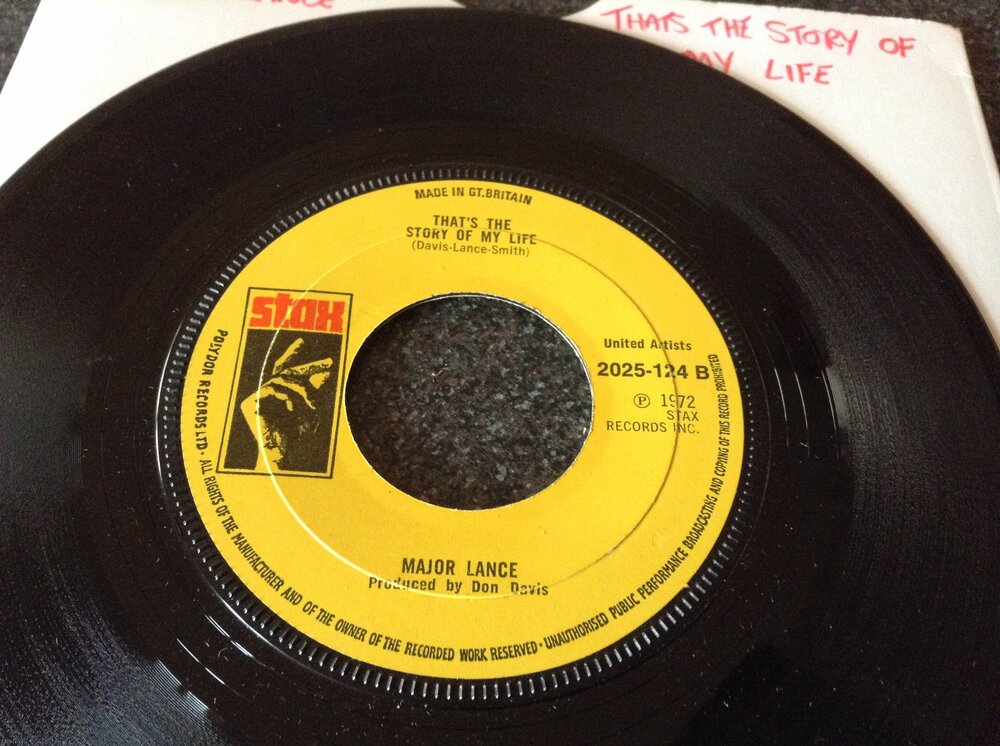 THATS THE STORY OF
MY LIFE
MADE IN GT.BRITAIN
THAT'S THE
STORY OF MY LIFE
(Davis-Lance-Smith)
stax
United Artists
2025-124 B
℗ 1972
STAX
RECORDS INC.
MAJOR LANCE
Produced by Don Davis
POLYDOR RECORDS LTD · ALL RIGHTS OF THE MANUFACTURER AND OF THE OWNER OF THE RECORDED WORK RESERVED · UNAUTHORISED PUBLIC PERFORMANCE BROADCASTING AND COPYING OF THIS RECORD PROHIBITED